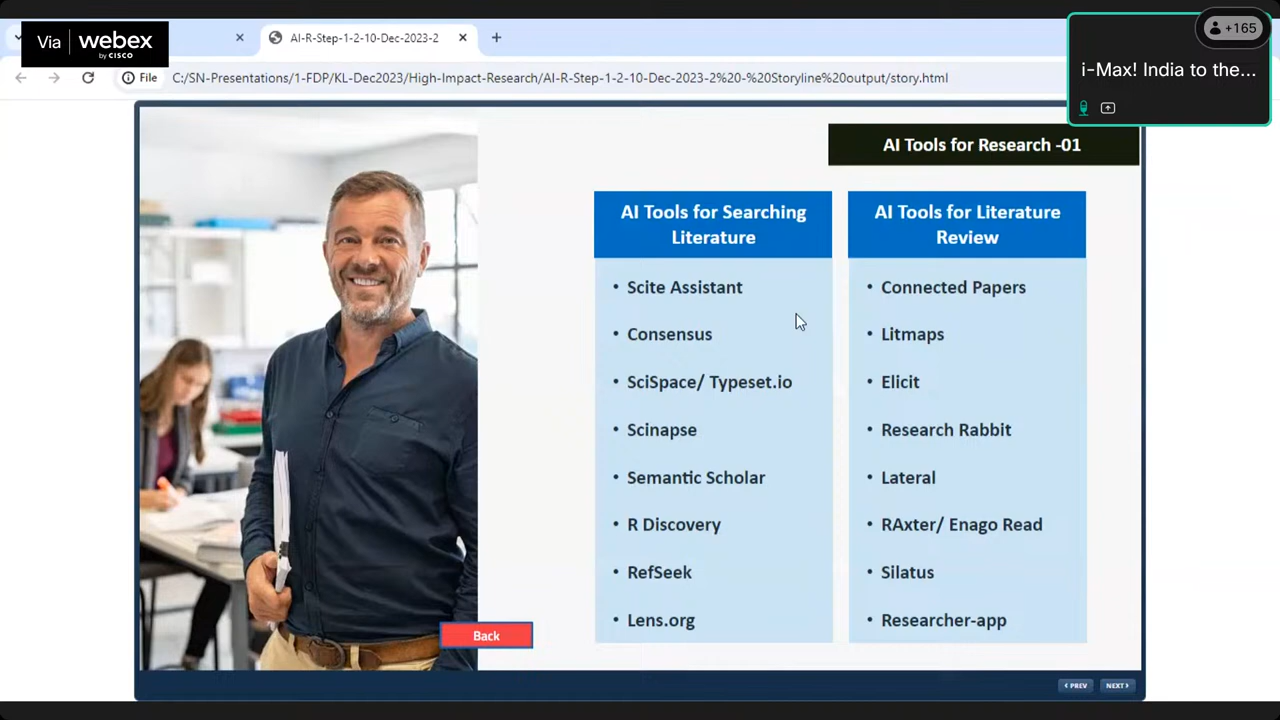 Via webex
by CISCO
AI-R-Step-1-2-10-Dec-2023-2
+165
i-Max! India to the...
File C:/SN-Presentations/1-FDP/KL-Dec2023/High-Impact-Research/AI-R-Step-1-2-10-Dec-2023-2%20-%20Storyline%20output/story.html
AI Tools for Research -01
AI Tools for Searching
Literature
• Scite Assistant
• Consensus
• SciSpace/ Typeset.io
• Scinapse
• Semantic Scholar
• R Discovery
• RefSeek
• Lens.org
AI Tools for Literature
Review
• Connected Papers
• Litmaps
• Elicit
• Research Rabbit
• Lateral
• RAxter/ Enago Read
• Silatus
• Researcher-app
Back
PREV
NEXT